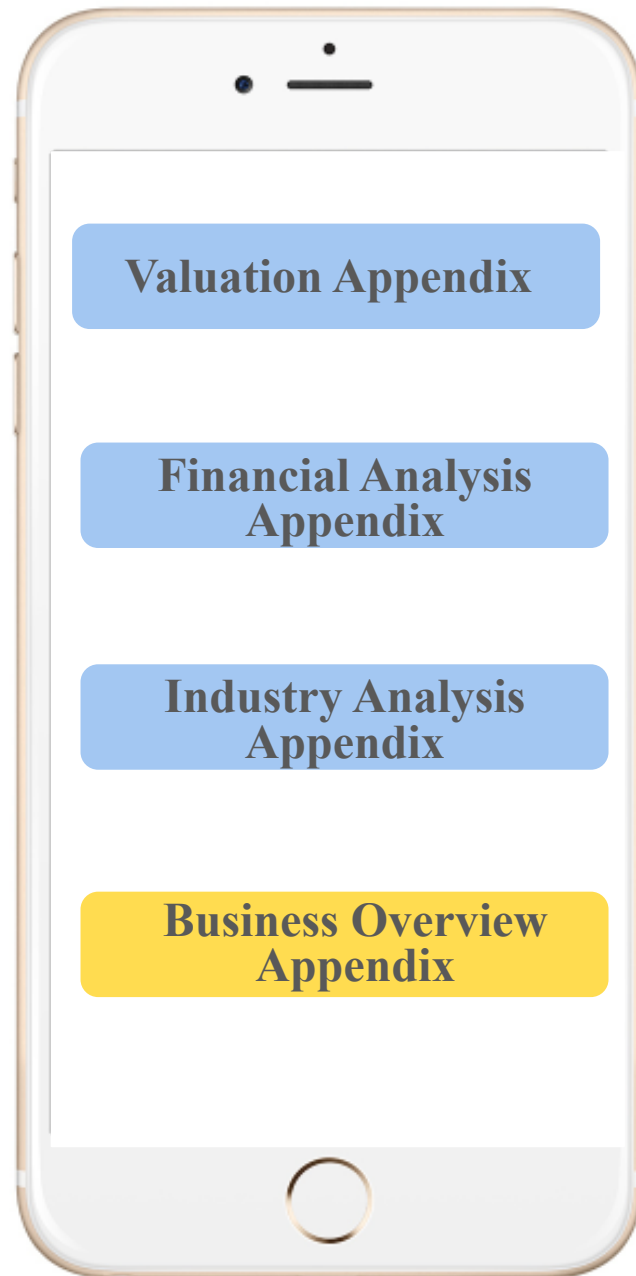 Valuation Appendix
Financial Analysis
Appendix
Industry Analysis
Appendix
Business Overview
Appendix